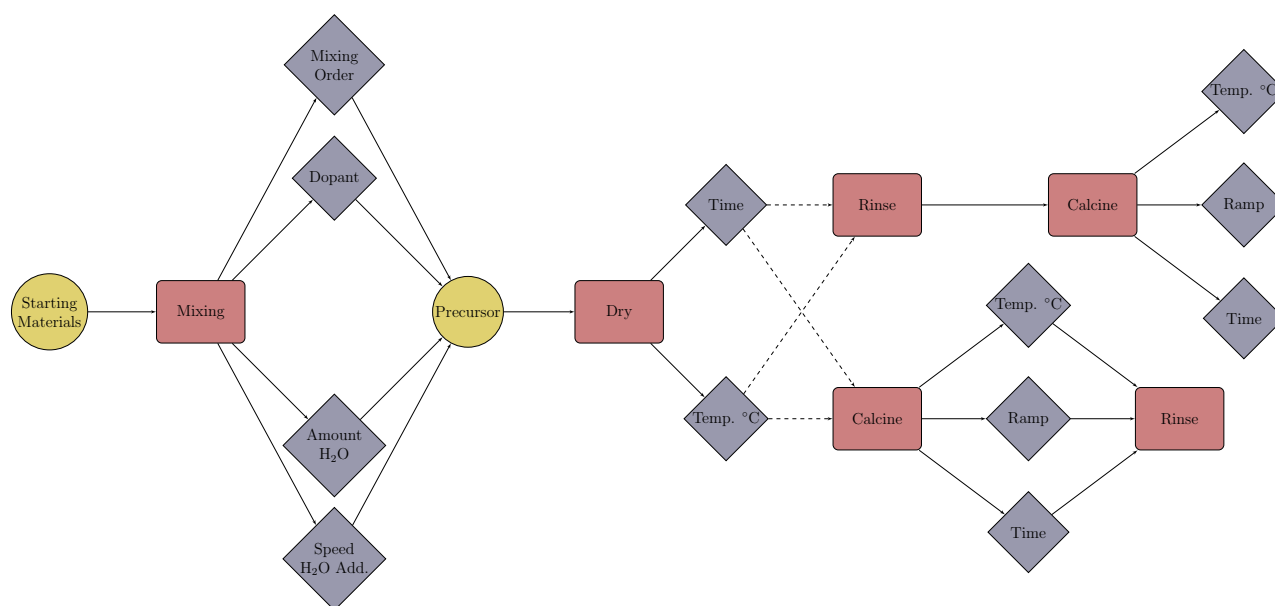 Starting
Materials
Mixing
Mixing
Order
Dopant
Amount
H₂O
Speed
H₂O Add.
Precursor
Dry
Time
Temp. °C
Rinse
Calcine
Temp. °C
Ramp
Time
Calcine
Temp. °C
Ramp
Time
Rinse